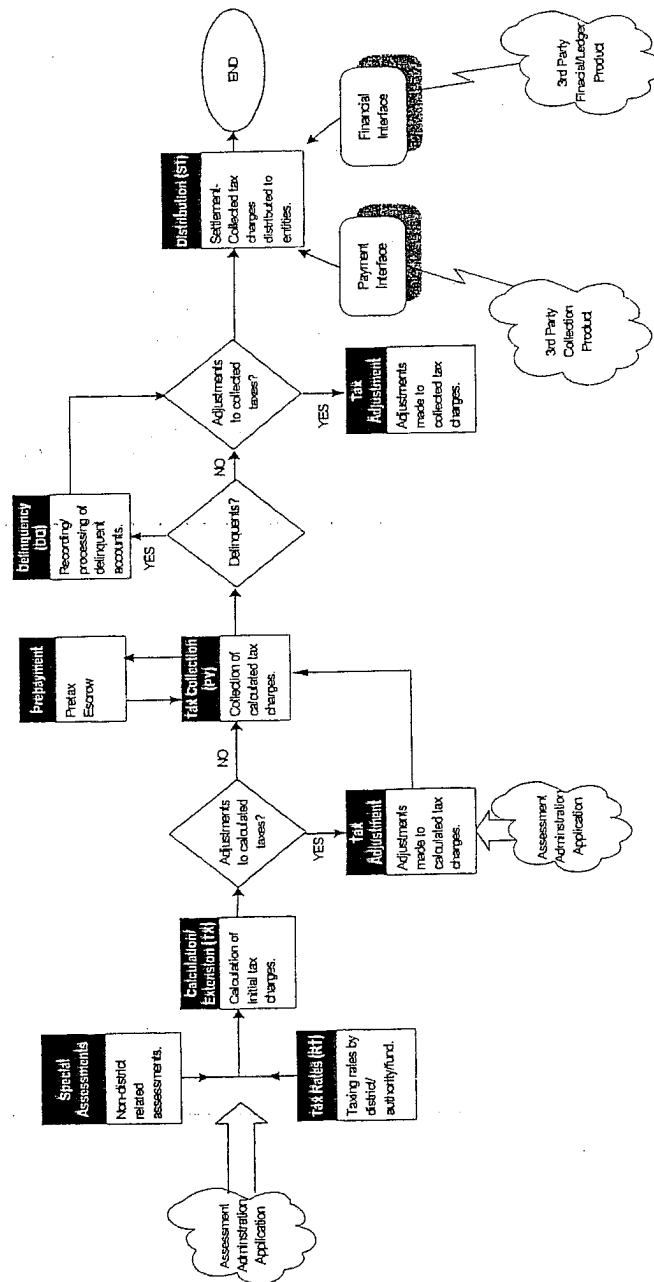 Assessment
Adminstration
Application
Special
Assessments
Non-district
related
assessments.
Tax Rates (RT)
Taxing rates by
district/
authority/fund.
Calculation/
Extension (TX)
Calculation of
initial tax
charges.
Adjustments
to calculated
taxes?
YES
NO
Tax
Adjustment
Adjustments
made to
calculated tax
charges.
Assessment
Adminstration
Application
Prepayment
Pretax
Escrow
Tax Collection
(PY)
Collection of
calculated tax
charges.
Delinquents?
YES
NO
Delinquency
(DQ)
Recording/
processing of
delinquent
accounts.
Adjustments
to collected
taxes?
YES
Tax
Adjustment
Adjustments
made to
collected tax
charges.
Distribution (ST)
Settlement-
Collected tax
charges
distributed to
entities.
END
Payment
Interface
Financial
Interface
3rd Party
Collection
Product
3rd Party
Finacial/Ledger
Product